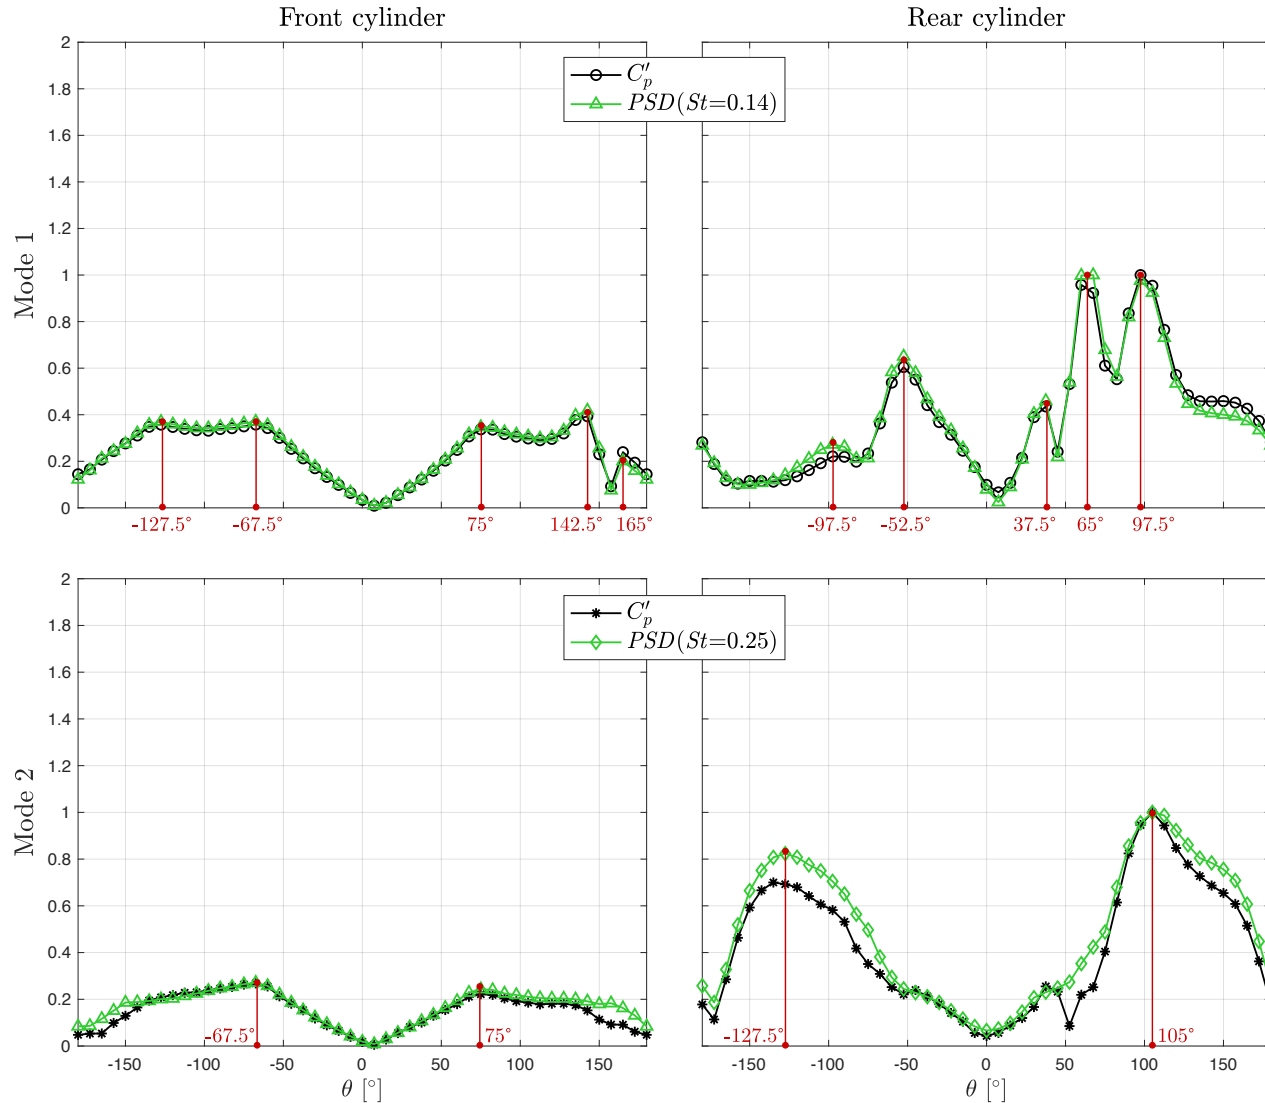 Front cylinder
Rear cylinder
2
1.8
1.6
1.4
1.2
1
0.8
0.6
0.4
0.2
0
Mode 1
C′p
PSD(St=0.14)
-127.5° -67.5° 75° 142.5° 165°
-97.5° -52.5° 37.5° 65° 97.5°
2
1.8
1.6
1.4
1.2
1
0.8
0.6
0.4
0.2
0
Mode 2
C′p
PSD(St=0.25)
-67.5° 75°
-127.5° 105°
-150 -100 -50 0 50 100 150
-150 -100 -50 0 50 100 150
θ [°]
θ [°]